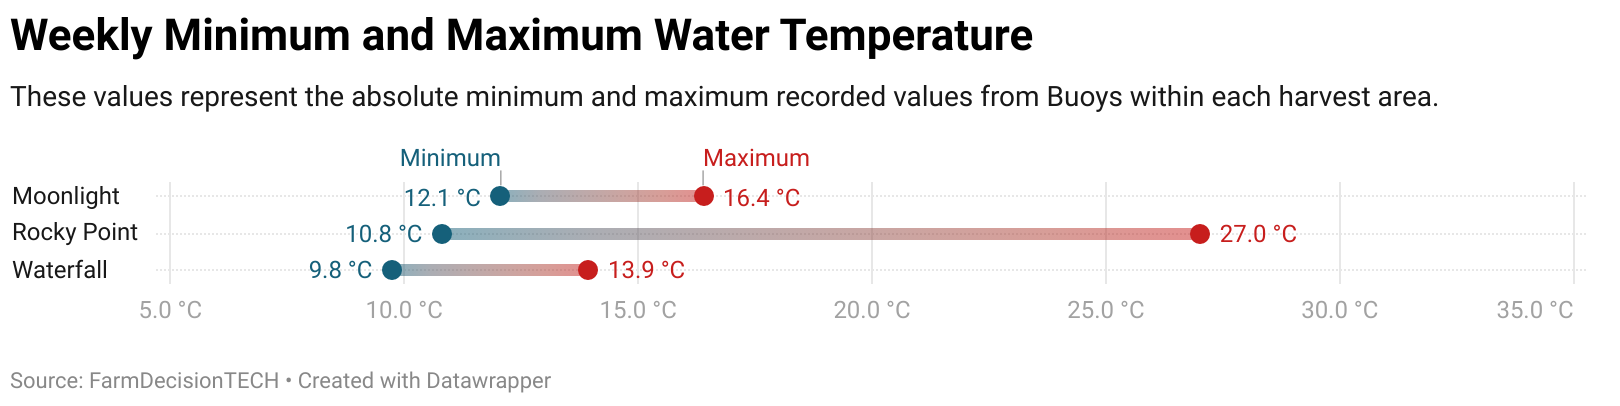 Weekly Minimum and Maximum Water Temperature
These values represent the absolute minimum and maximum recorded values from Buoys within each harvest area.
Minimum Maximum
Moonlight 12.1 °C 16.4 °C
Rocky Point 10.8 °C 27.0 °C
Waterfall 9.8 °C 13.9 °C
5.0 °C 10.0 °C 15.0 °C 20.0 °C 25.0 °C 30.0 °C 35.0 °C
Source: FarmDecisionTECH • Created with Datawrapper